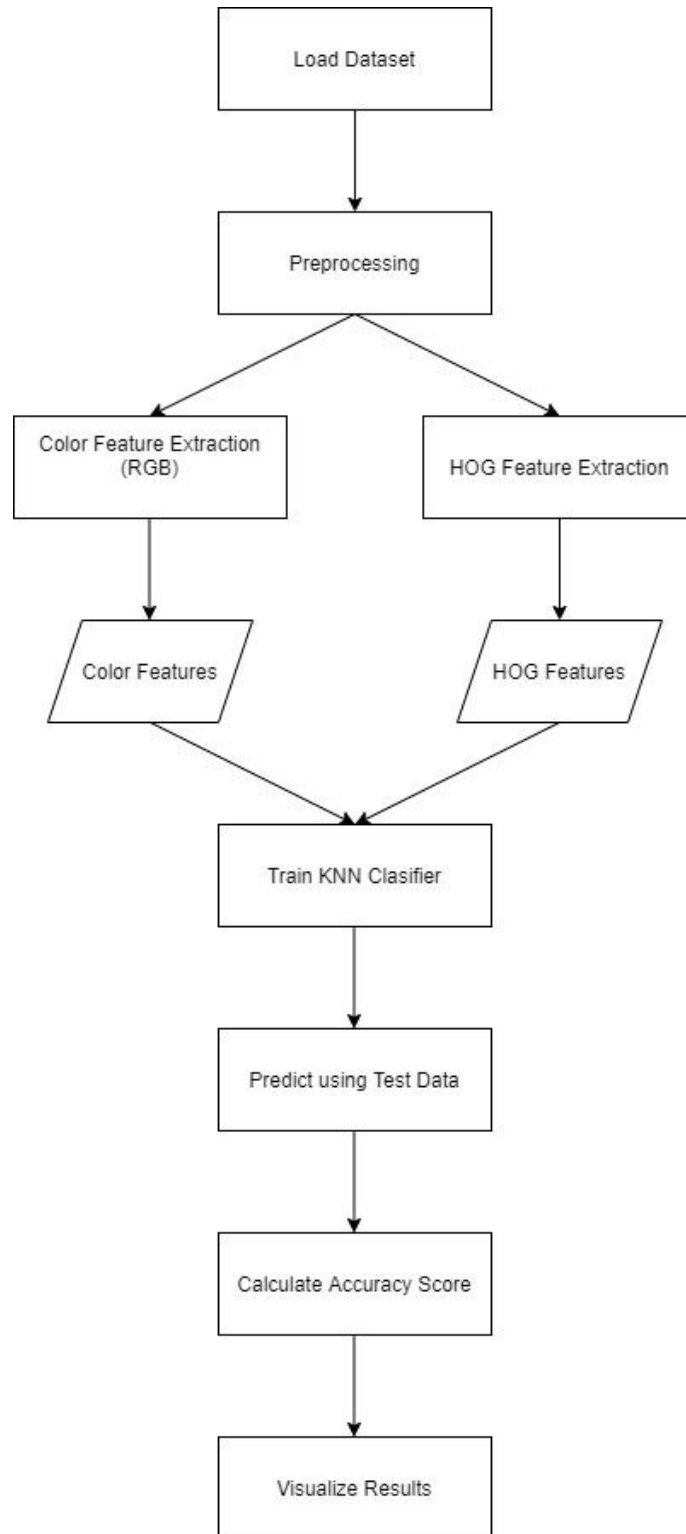 Load Dataset
Preprocessing
Color Feature Extraction
(RGB)
HOG Feature Extraction
Color Features
HOG Features
Train KNN Clasifier
Predict using Test Data
Calculate Accuracy Score
Visualize Results